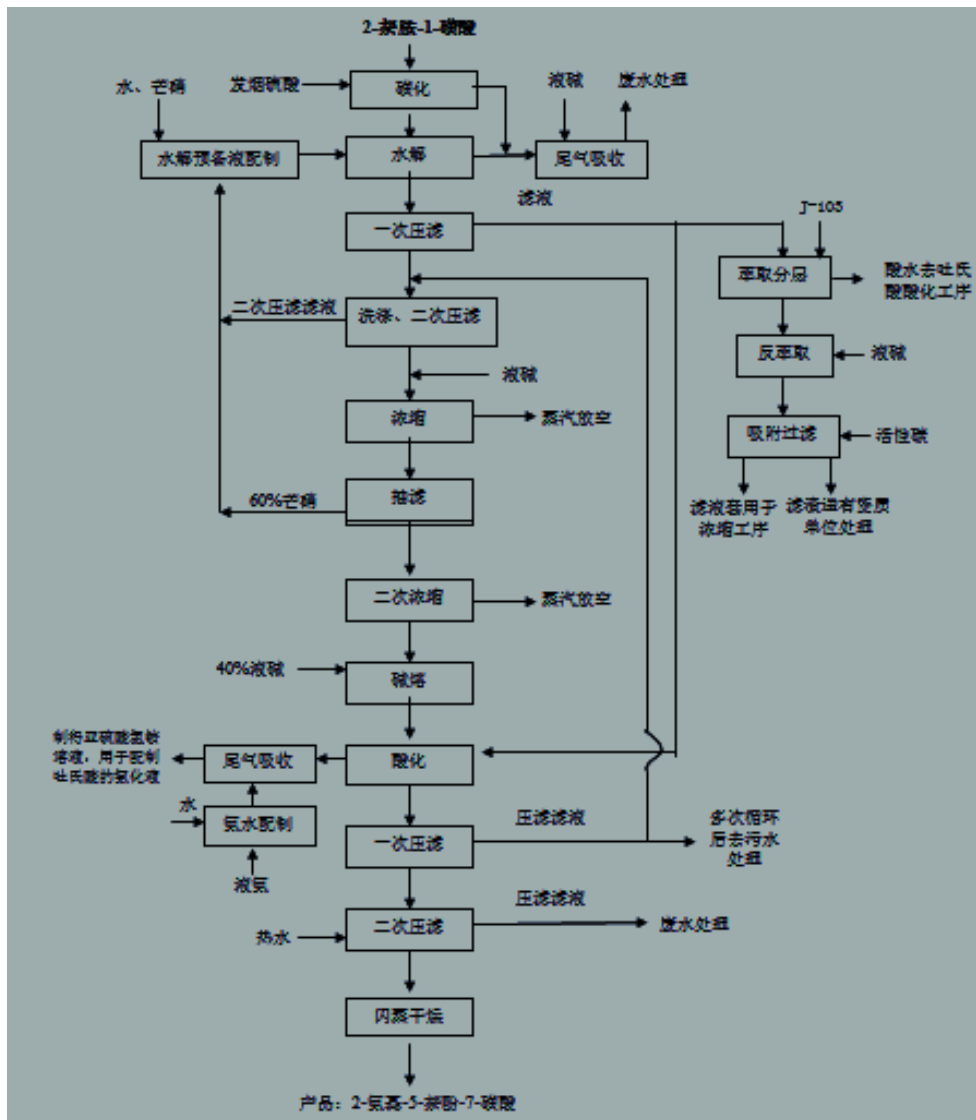 2-萘胺-1-磺酸
水、芒硝
发烟硫酸
磺化
液碱
废水处理
水解预备液配制
水解
尾气吸收
滤液
J-105
一次压滤
萃取分层
酸水去吐氏
酸酸化工序
二次压滤滤液
洗涤、二次压滤
反萃取
液碱
液碱
浓缩
蒸汽放空
吸附过滤
活性碳
60%芒硝
抽滤
滤液套用于
浓缩工序
滤渣送有资质
单位处理
二次浓缩
蒸汽放空
40%液碱
碱熔
制得亚硫酸氢铵
溶液，用于配制
吐氏酸的氨化液
尾气吸收
酸化
水
氨水配制
压滤滤液
多次循环
后去污水
处理
一次压滤
液氨
压滤滤液
热水
二次压滤
废水处理
闪蒸干燥
产品：2-氨基-5-萘酚-7-磺酸